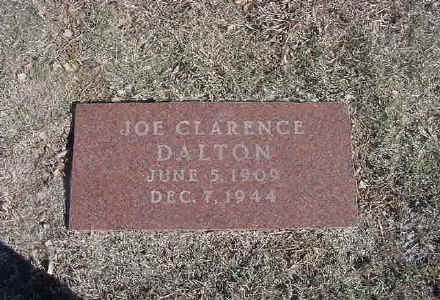 JOE CLARENCE
DALTON
JUNE 5, 1909
DEC. 7, 1944